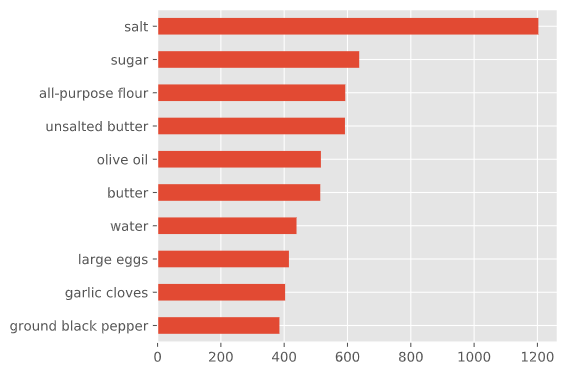 salt
sugar
all-purpose flour
unsalted butter
olive oil
butter
water
large eggs
garlic cloves
ground black pepper
0 200 400 600 800 1000 1200